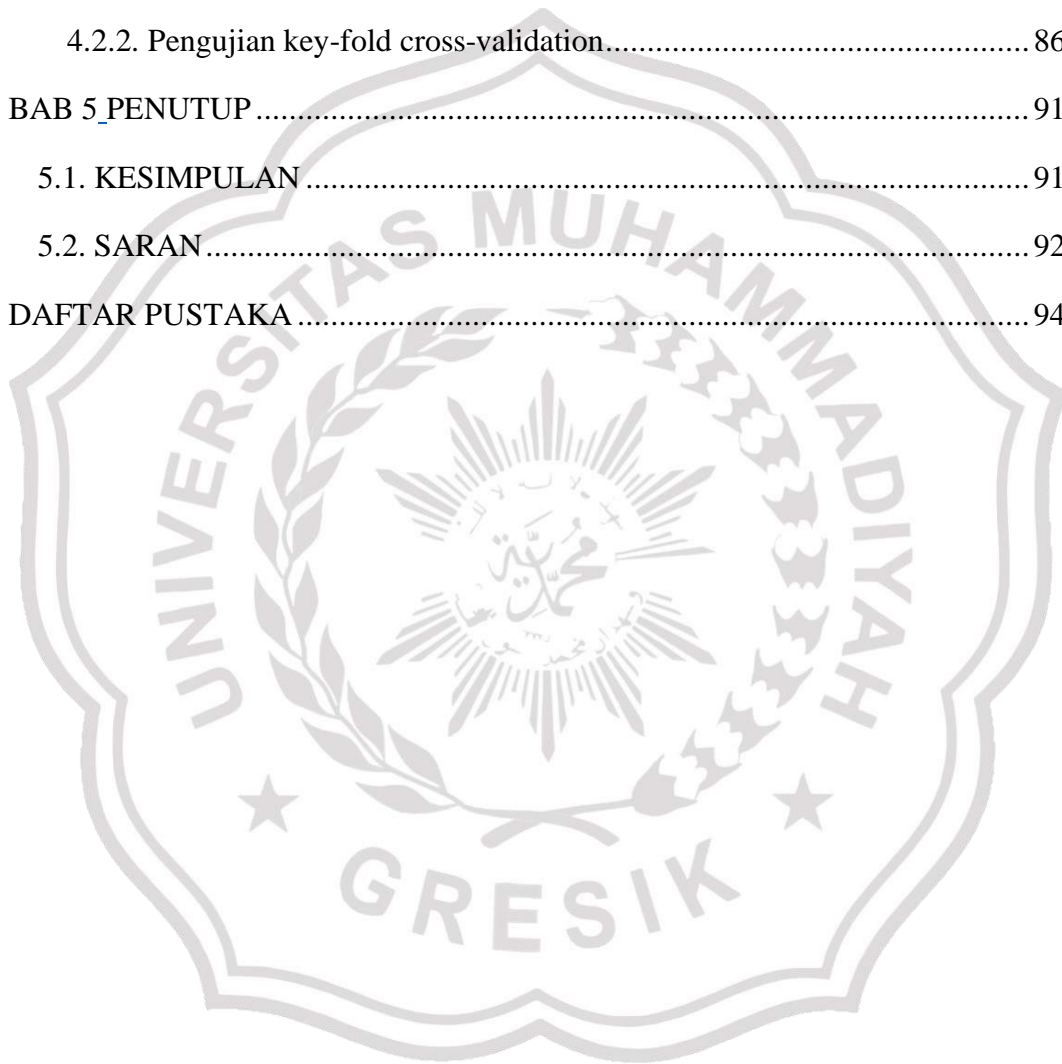 4.2.2. Pengujian key-fold cross-validation.......................................................... 86
BAB 5 PENUTUP.......................................................................................................... 91
5.1. KESIMPULAN.................................................................................................... 91
5.2. SARAN.................................................................................................................. 92
DAFTAR PUSTAKA.................................................................................................... 94
UNIVERSITAS MUHAMMADIYAH
محمدية
GRESIK